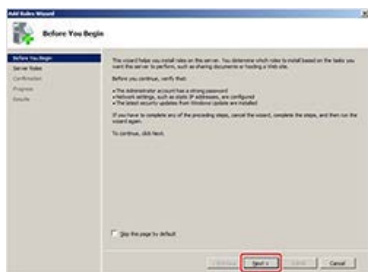 Add Roles Wizard
Before You Begin
Before You Begin
Server Roles
Confirmation
Progress
Results
This wizard helps you install roles on this server. You determine which roles to install based on the tasks you
want this server to perform, such as sharing documents or hosting a Web site.
Before you continue, verify that:
•The Administrator account has a strong password
•Network settings, such as static IP addresses, are configured
•The latest security updates from Windows Update are installed
If you have to complete any of the preceding steps, cancel the wizard, complete the steps, and then run the
wizard again.
To continue, click Next.
Skip this page by default
< Previous
Next >
Install
Cancel